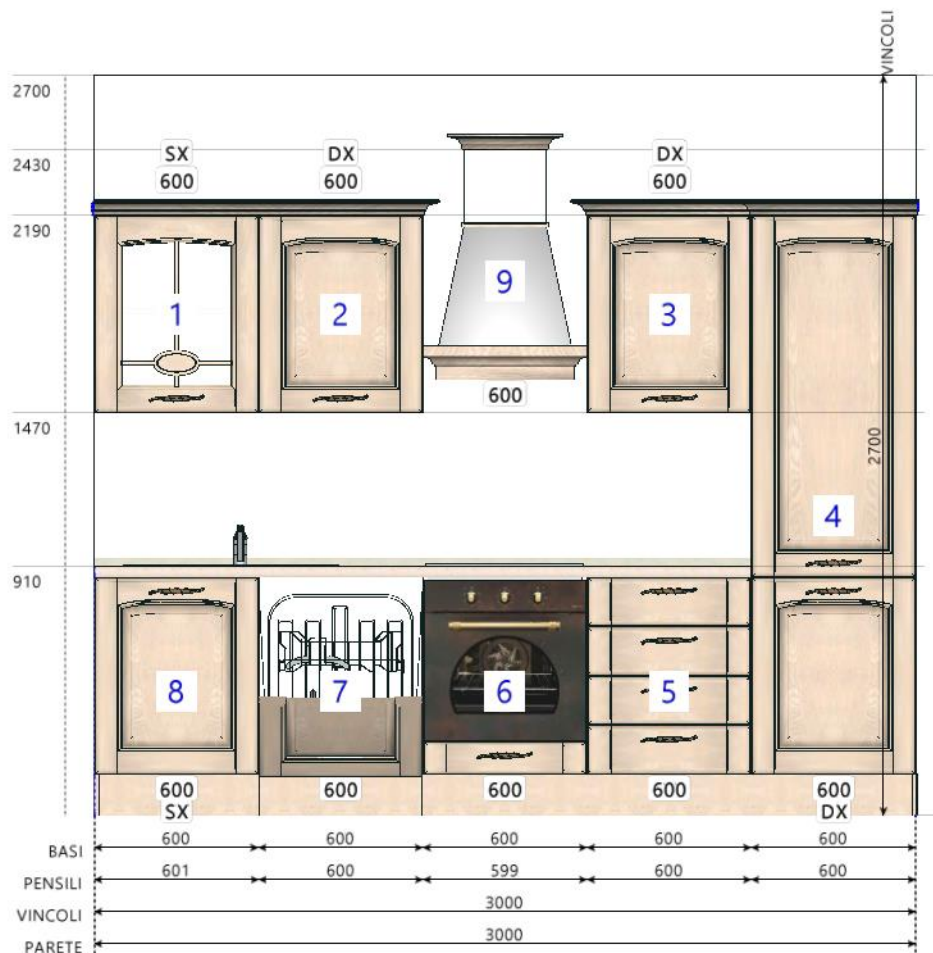 VINCOLI
2700
2430
SX DX DX
600 600 600
2190
9
1 2 3
600
1470
2700
4
910
8 7 6 5
600 600 600 600 600
SX DX
BASI 600 600 600 600 600
PENSILI 601 600 599 600 600
VINCOLI 3000
PARETE 3000